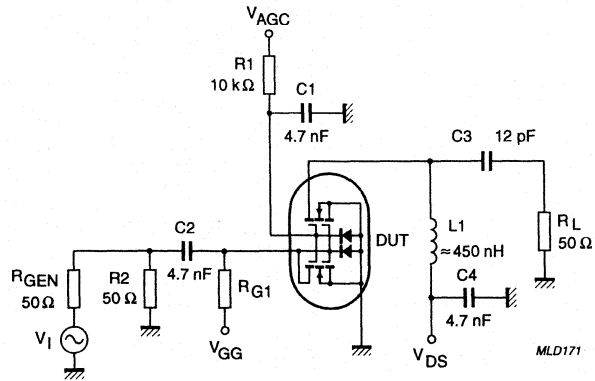 VAGC
R1
10 kΩ
C1
4.7 nF
C3 12 pF
C2
4.7 nF
DUT
L1
≈450 nH
RL
50 Ω
RGEN
50 Ω
R2
50 Ω
RG1
C4
4.7 nF
VI
VGG
VDS
MLD171